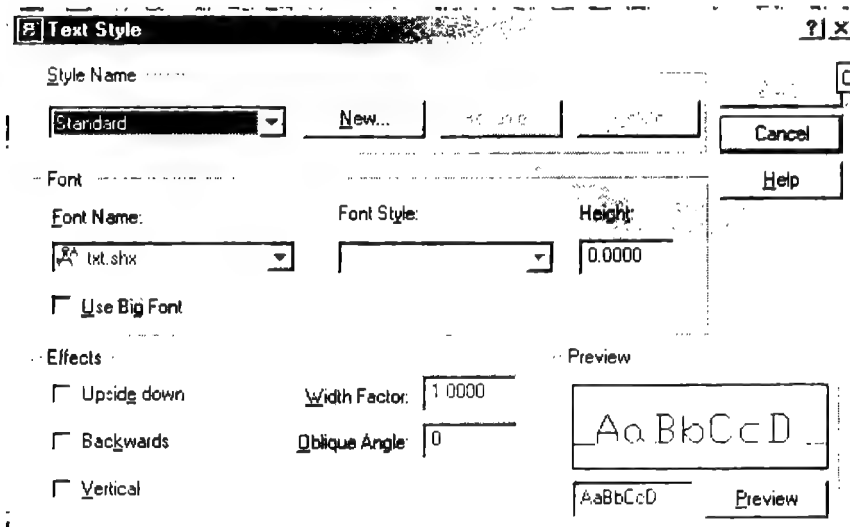 Text Style ? ×
Style Name
Standard New...
Cancel
Font
Help
Font Name: Font Style: Height:
txt.shx 0.0000
Use Big Font
Effects Preview
Upside down Width Factor: 1.0000
AaBbCcD
Backwards Oblique Angle: 0
Vertical
AaBbCcD Preview